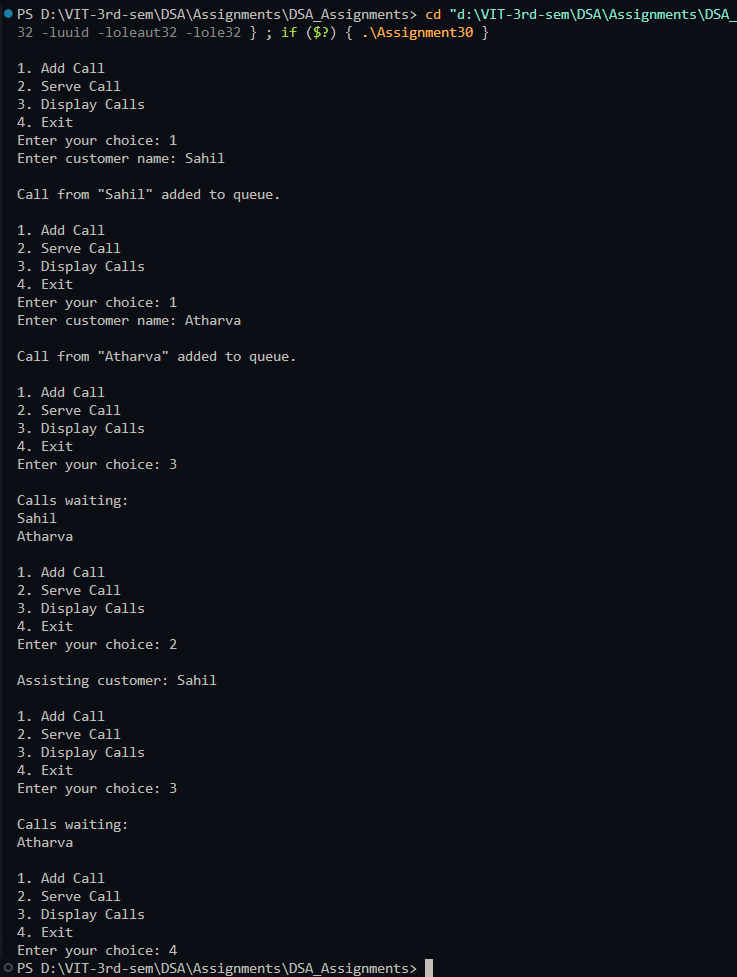 PS D:\VIT-3rd-sem\DSA\Assignments\DSA_Assignments> cd "d:\VIT-3rd-sem\DSA\Assignments\DSA_
32 -luuid -loleaut32 -lole32 } ; if ($?) { .\Assignment30 }

1. Add Call
2. Serve Call
3. Display Calls
4. Exit
Enter your choice: 1
Enter customer name: Sahil

Call from "Sahil" added to queue.

1. Add Call
2. Serve Call
3. Display Calls
4. Exit
Enter your choice: 1
Enter customer name: Atharva

Call from "Atharva" added to queue.

1. Add Call
2. Serve Call
3. Display Calls
4. Exit
Enter your choice: 3

Calls waiting:
Sahil
Atharva

1. Add Call
2. Serve Call
3. Display Calls
4. Exit
Enter your choice: 2

Assisting customer: Sahil

1. Add Call
2. Serve Call
3. Display Calls
4. Exit
Enter your choice: 3

Calls waiting:
Atharva

1. Add Call
2. Serve Call
3. Display Calls
4. Exit
Enter your choice: 4
PS D:\VIT-3rd-sem\DSA\Assignments\DSA_Assignments>